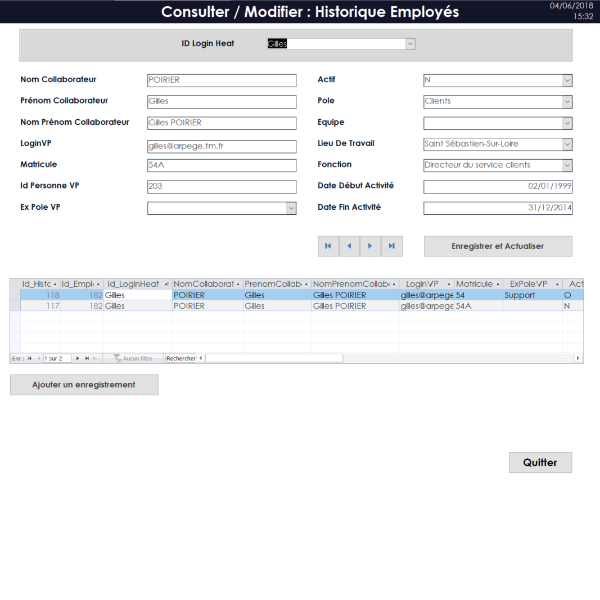 Consulter / Modifier : Historique Employés
04/06/2018
15:32
ID Login Heat Gilles
Nom Collaborateur POIRIER Actif N
Prénom Collaborateur Gilles Pole Clients
Nom Prénom Collaborateur Gilles POIRIER Equipe
LoginVP gilles@arpege.tm.fr Lieu De Travail Saint Sébastien-Sur-Loire
Matricule 54A Fonction Directeur du service clients
Id Personne VP 203 Date Début Activité 02/01/1999
Ex Pole VP Date Fin Activité 31/12/2014
Enregistrer et Actualiser
Id_Histo Id_Emplo Id_LoginHeat NomCollaborat PrenomCollab NomPrenomCollab LoginVP Matricule ExPoleVP Act
118 182 Gilles POIRIER Gilles Gilles POIRIER gilles@arpege 54 Support O
117 182 Gilles POIRIER Gilles Gilles POIRIER gilles@arpege 54A N
Enr : 1 sur 2 Aucun filtre Rechercher
Ajouter un enregistrement
Quitter